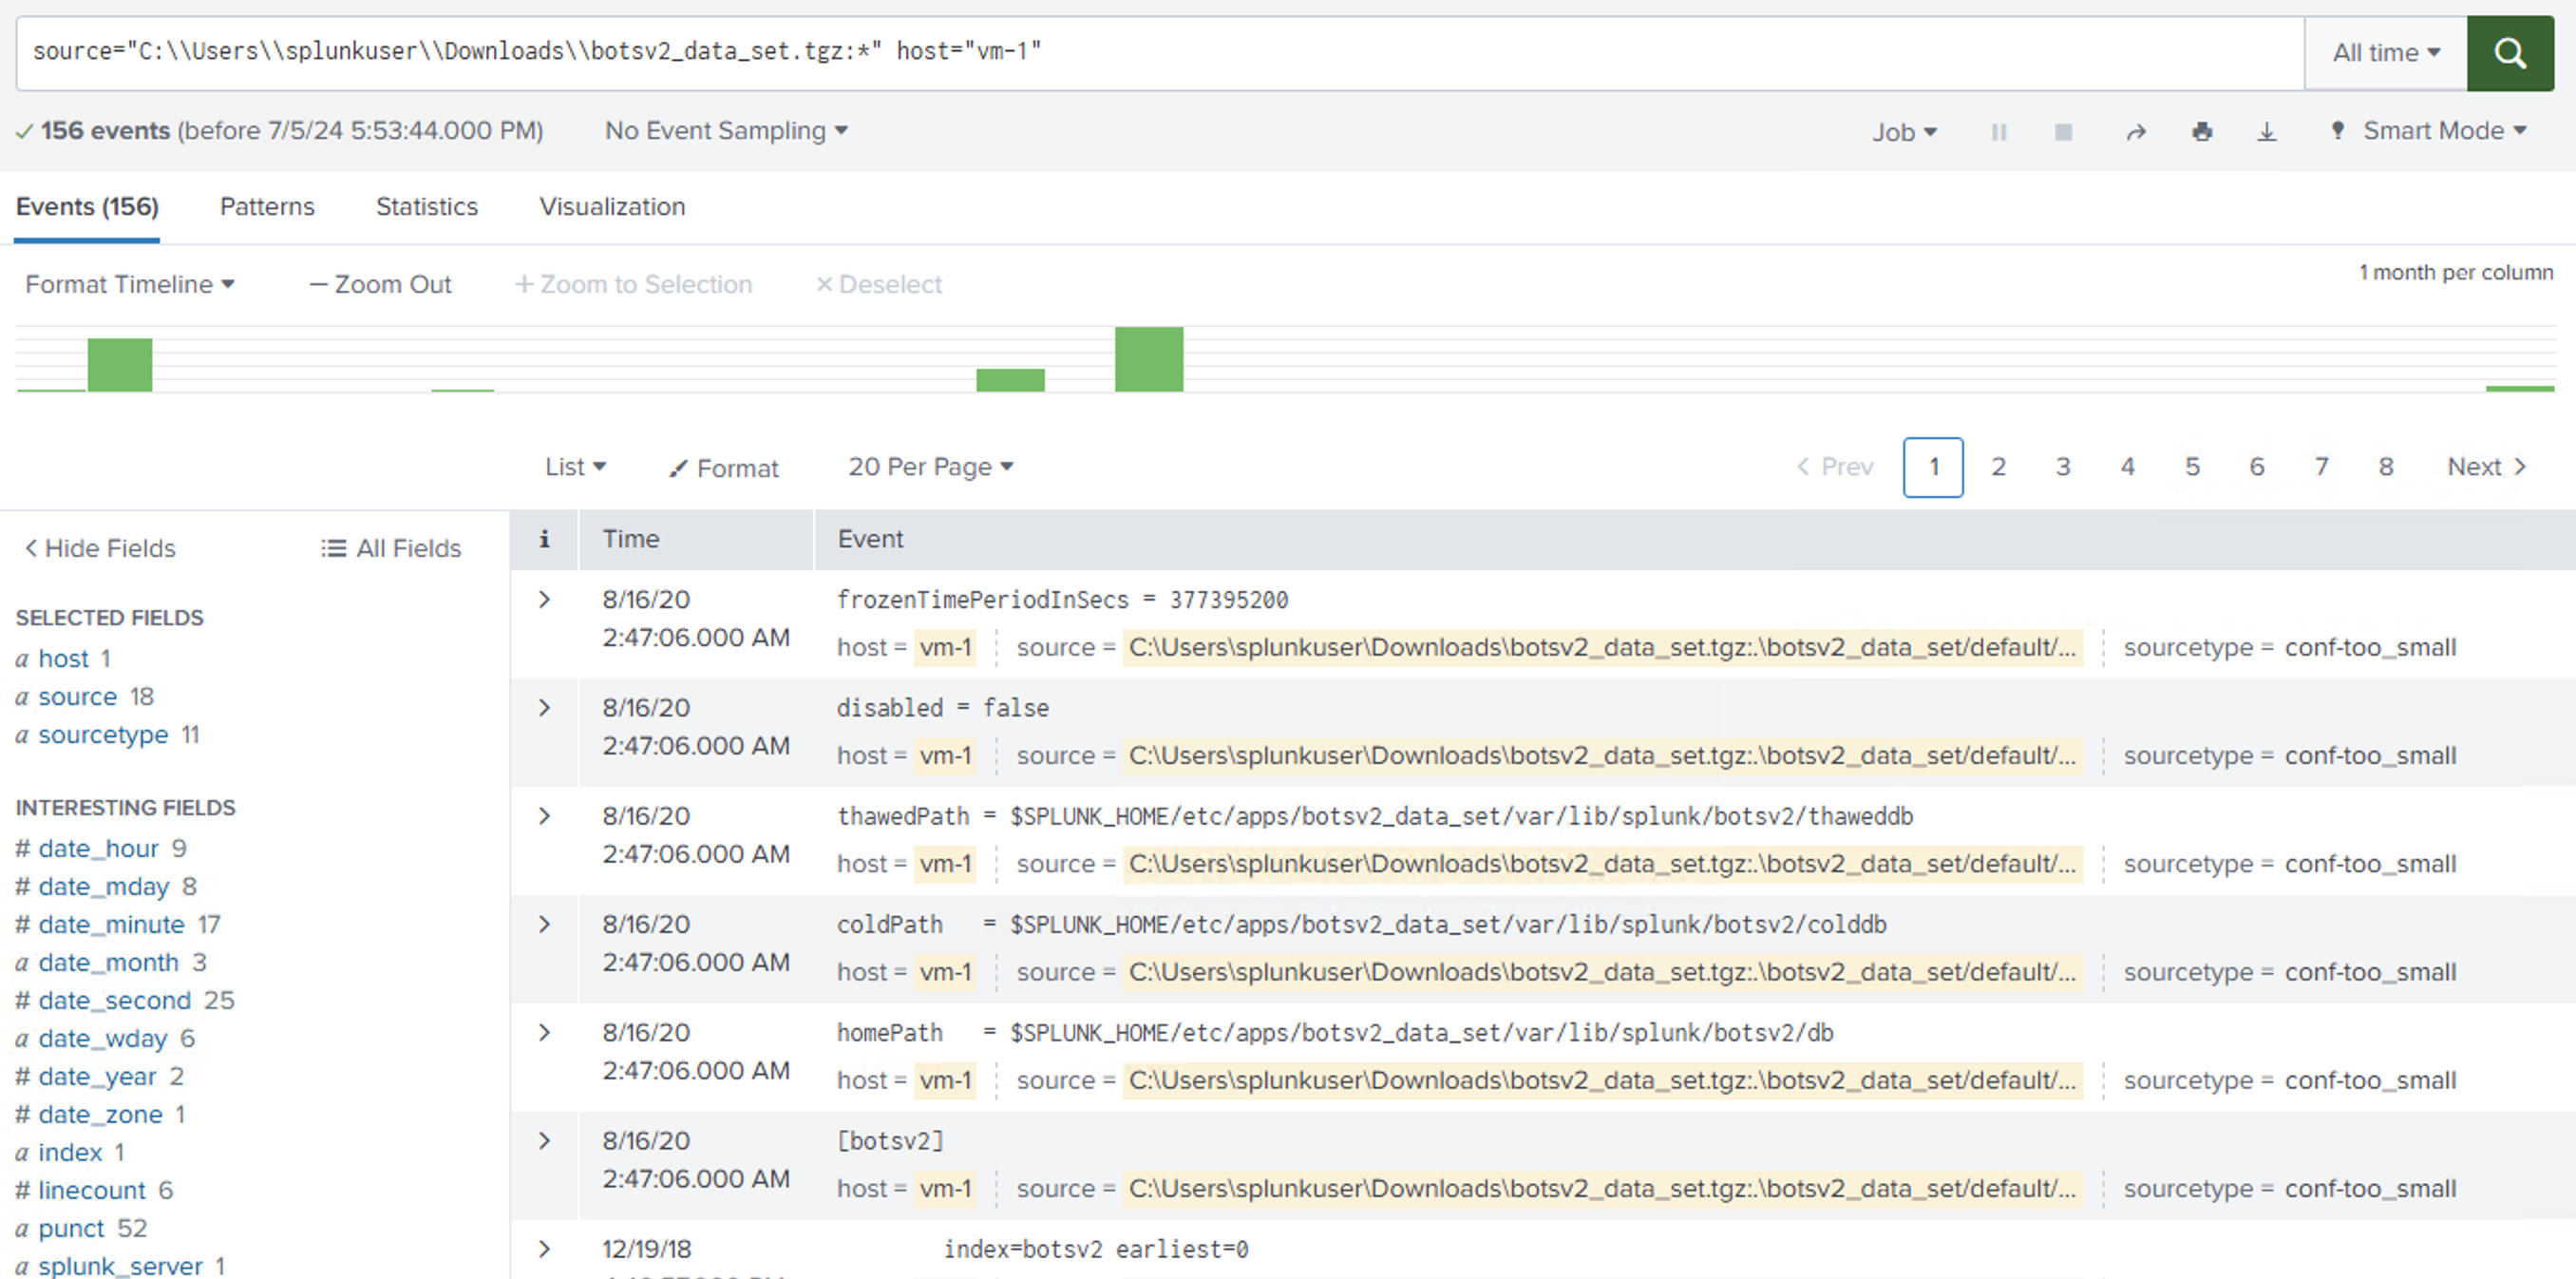 source="C:\\Users\\splunkuser\\Downloads\\botsv2_data_set.tgz:*" host="vm-1"
All time
156 events (before 7/5/24 5:53:44.000 PM) No Event Sampling Job Smart Mode
Events (156) Patterns Statistics Visualization
Format Timeline — Zoom Out + Zoom to Selection × Deselect 1 month per column
List Format 20 Per Page < Prev 1 2 3 4 5 6 7 8 Next >
< Hide Fields All Fields
SELECTED FIELDS
a host 1
a source 18
a sourcetype 11
INTERESTING FIELDS
# date_hour 9
# date_mday 8
# date_minute 17
a date_month 3
# date_second 25
a date_wday 6
# date_year 2
# date_zone 1
a index 1
# linecount 6
a punct 52
a splunk_server 1
i Time Event
> 8/16/20 frozenTimePeriodInSecs = 377395200
2:47:06.000 AM host = vm-1 source = C:\Users\splunkuser\Downloads\botsv2_data_set.tgz:.\botsv2_data_set/default/... sourcetype = conf-too_small
> 8/16/20 disabled = false
2:47:06.000 AM host = vm-1 source = C:\Users\splunkuser\Downloads\botsv2_data_set.tgz:.\botsv2_data_set/default/... sourcetype = conf-too_small
> 8/16/20 thawedPath = $SPLUNK_HOME/etc/apps/botsv2_data_set/var/lib/splunk/botsv2/thaweddb
2:47:06.000 AM host = vm-1 source = C:\Users\splunkuser\Downloads\botsv2_data_set.tgz:.\botsv2_data_set/default/... sourcetype = conf-too_small
> 8/16/20 coldPath   = $SPLUNK_HOME/etc/apps/botsv2_data_set/var/lib/splunk/botsv2/colddb
2:47:06.000 AM host = vm-1 source = C:\Users\splunkuser\Downloads\botsv2_data_set.tgz:.\botsv2_data_set/default/... sourcetype = conf-too_small
> 8/16/20 homePath   = $SPLUNK_HOME/etc/apps/botsv2_data_set/var/lib/splunk/botsv2/db
2:47:06.000 AM host = vm-1 source = C:\Users\splunkuser\Downloads\botsv2_data_set.tgz:.\botsv2_data_set/default/... sourcetype = conf-too_small
> 8/16/20 [botsv2]
2:47:06.000 AM host = vm-1 source = C:\Users\splunkuser\Downloads\botsv2_data_set.tgz:.\botsv2_data_set/default/... sourcetype = conf-too_small
> 12/19/18 index=botsv2 earliest=0